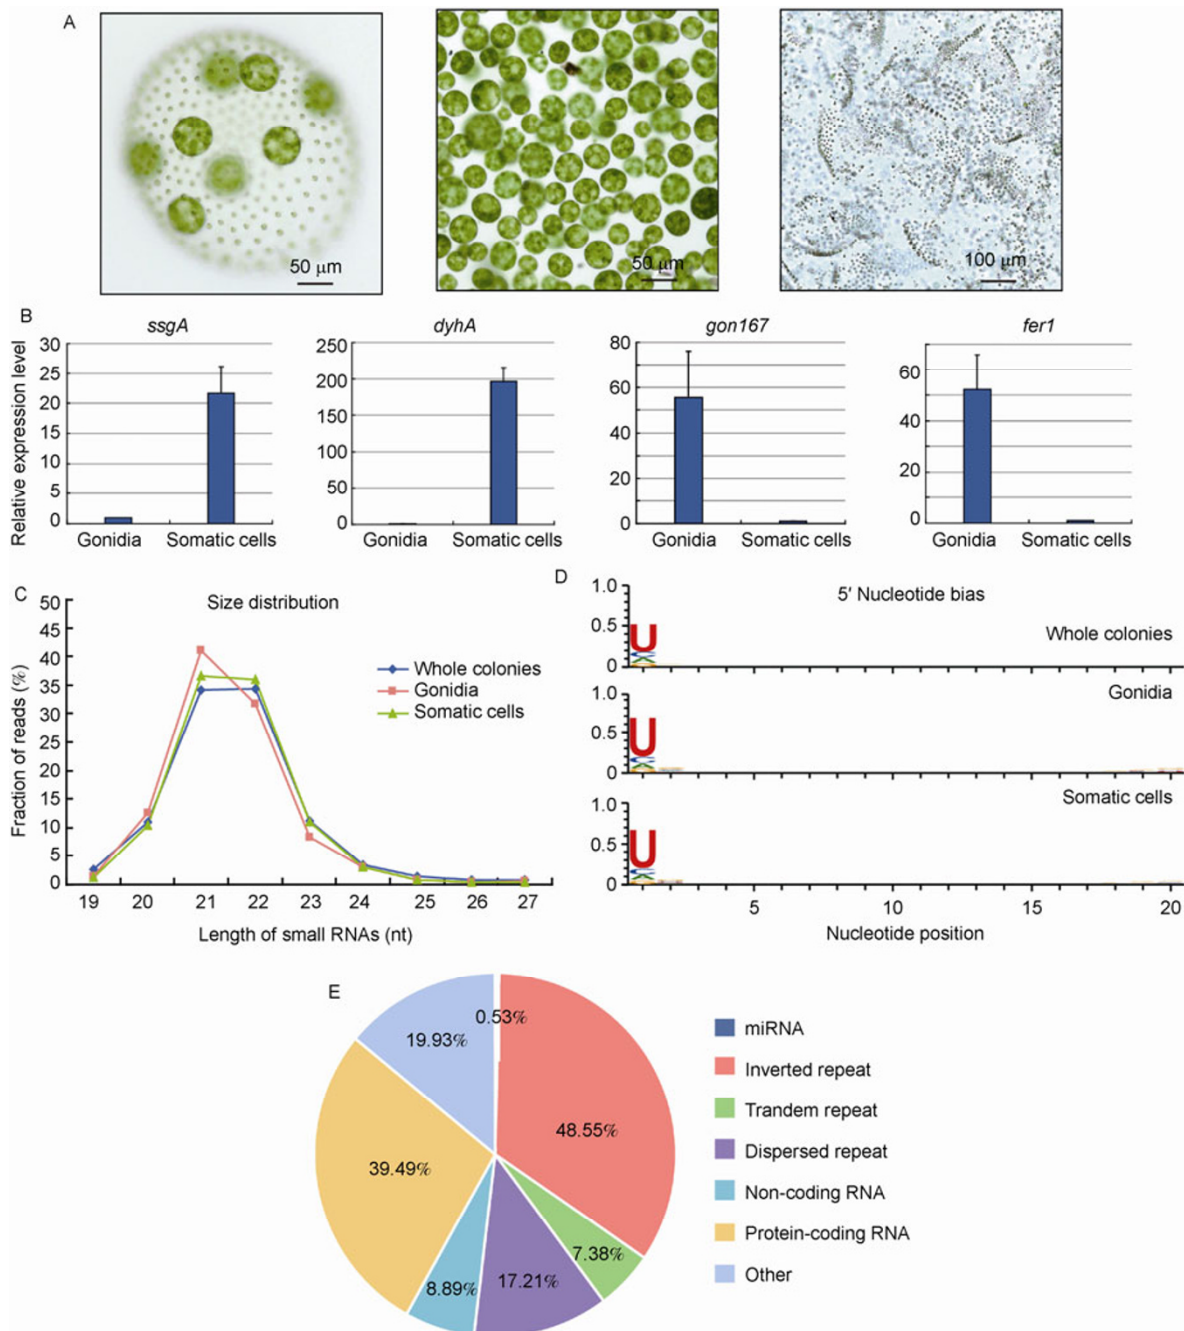 A
50 μm
50 μm
100 μm
B
ssgA
dyhA
gon167
fer1
Relative expression level
30
25
20
15
10
5
0
Gonidia Somatic cells
250
200
150
100
50
0
Gonidia Somatic cells
80
60
40
20
0
Gonidia Somatic cells
60
40
20
0
Gonidia Somatic cells
C
Size distribution
Fraction of reads (%)
50
45
40
35
30
25
20
15
10
5
0
Whole colonies
Gonidia
Somatic cells
19 20 21 22 23 24 25 26 27
Length of small RNAs (nt)
D
5′ Nucleotide bias
1.0
0.5
0
U
Whole colonies
1.0
0.5
0
U
Gonidia
1.0
0.5
0
U
Somatic cells
5 10 15 20
Nucleotide position
E
0.53%
48.55%
7.38%
17.21%
8.89%
39.49%
19.93%
miRNA
Inverted repeat
Trandem repeat
Dispersed repeat
Non-coding RNA
Protein-coding RNA
Other